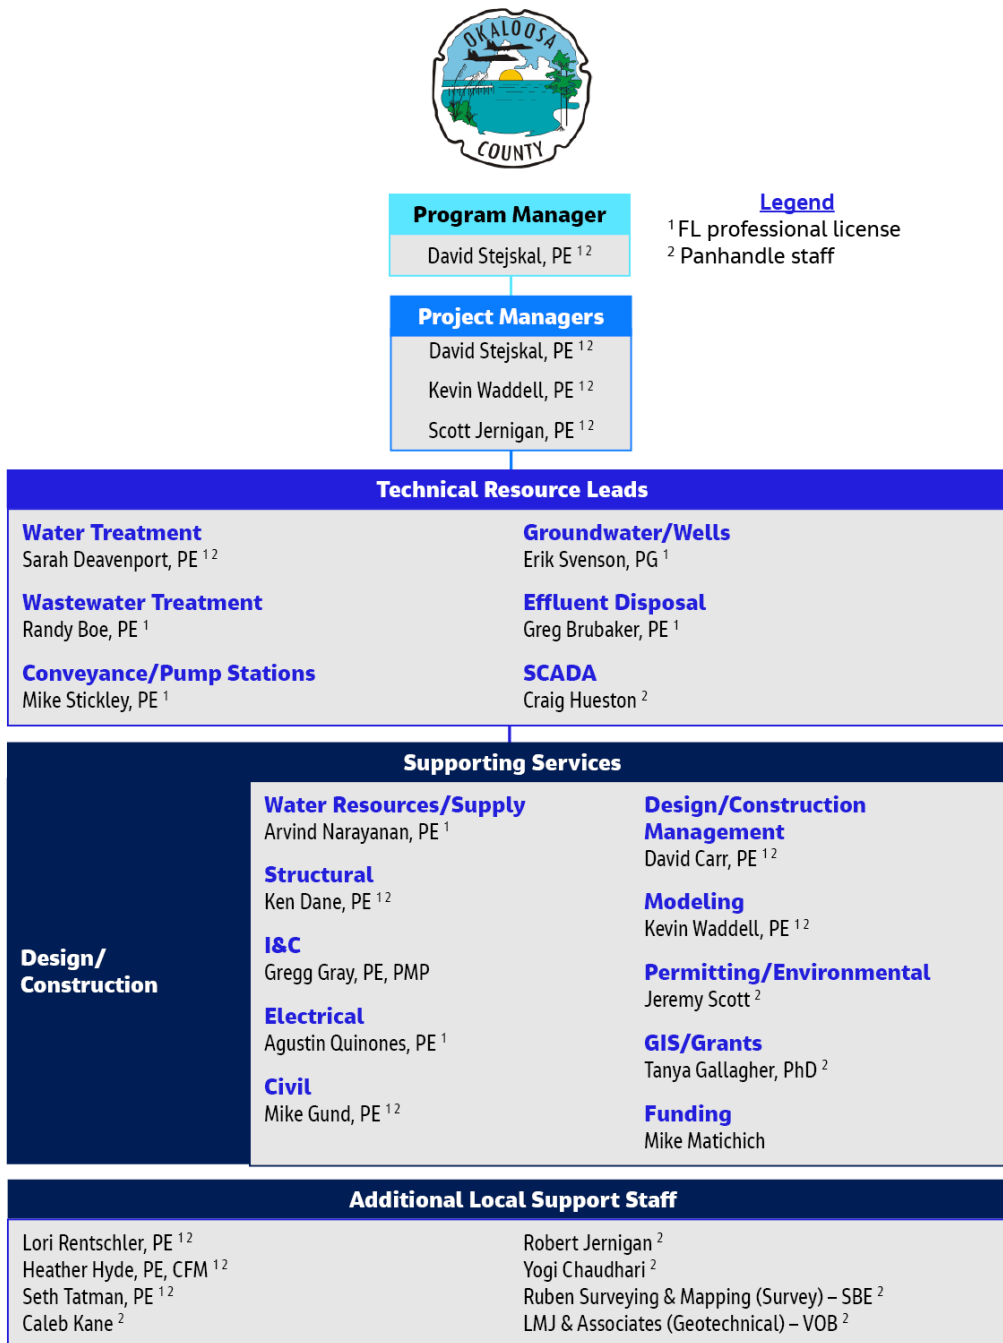 OKALOOSA
COUNTY
Program Manager
David Stejskal, PE ¹ ²
Legend
¹ FL professional license
² Panhandle staff
Project Managers
David Stejskal, PE ¹ ²
Kevin Waddell, PE ¹ ²
Scott Jernigan, PE ¹ ²
Technical Resource Leads
Water Treatment
Sarah Deavenport, PE ¹ ²
Wastewater Treatment
Randy Boe, PE ¹
Conveyance/Pump Stations
Mike Stickley, PE ¹
Groundwater/Wells
Erik Svenson, PG ¹
Effluent Disposal
Greg Brubaker, PE ¹
SCADA
Craig Hueston ²
Supporting Services
Design/
Construction
Water Resources/Supply
Arvind Narayanan, PE ¹
Structural
Ken Dane, PE ¹ ²
I&C
Gregg Gray, PE, PMP
Electrical
Agustin Quinones, PE ¹
Civil
Mike Gund, PE ¹ ²
Design/Construction
Management
David Carr, PE ¹ ²
Modeling
Kevin Waddell, PE ¹ ²
Permitting/Environmental
Jeremy Scott ²
GIS/Grants
Tanya Gallagher, PhD ²
Funding
Mike Matichich
Additional Local Support Staff
Lori Rentschler, PE ¹ ²
Heather Hyde, PE, CFM ¹ ²
Seth Tatman, PE ¹ ²
Caleb Kane ²
Robert Jernigan ²
Yogi Chaudhari ²
Ruben Surveying & Mapping (Survey) – SBE ²
LMJ & Associates (Geotechnical) – VOB ²